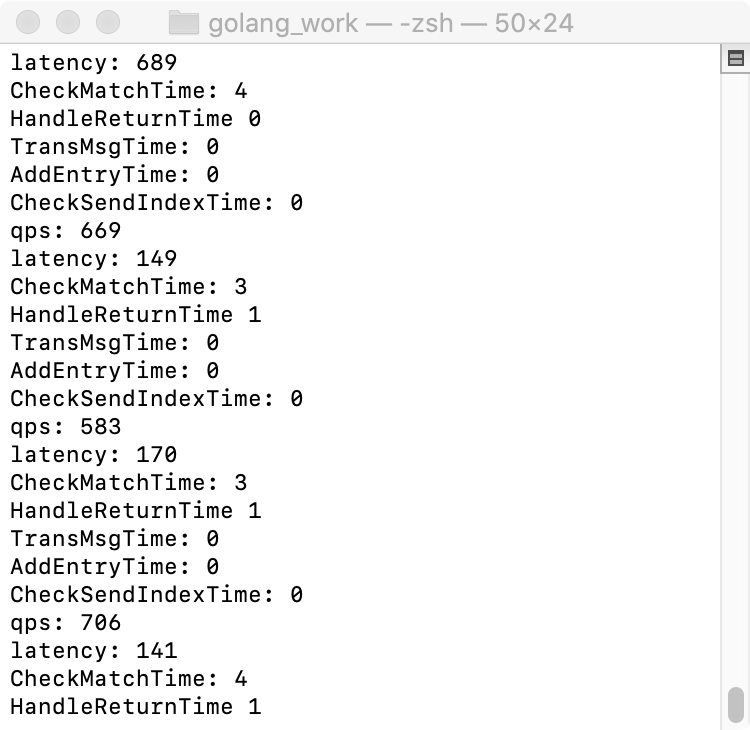 golang_work — -zsh — 50×24
latency: 689
CheckMatchTime: 4
HandleReturnTime 0
TransMsgTime: 0
AddEntryTime: 0
CheckSendIndexTime: 0
qps: 669
latency: 149
CheckMatchTime: 3
HandleReturnTime 1
TransMsgTime: 0
AddEntryTime: 0
CheckSendIndexTime: 0
qps: 583
latency: 170
CheckMatchTime: 3
HandleReturnTime 1
TransMsgTime: 0
AddEntryTime: 0
CheckSendIndexTime: 0
qps: 706
latency: 141
CheckMatchTime: 4
HandleReturnTime 1